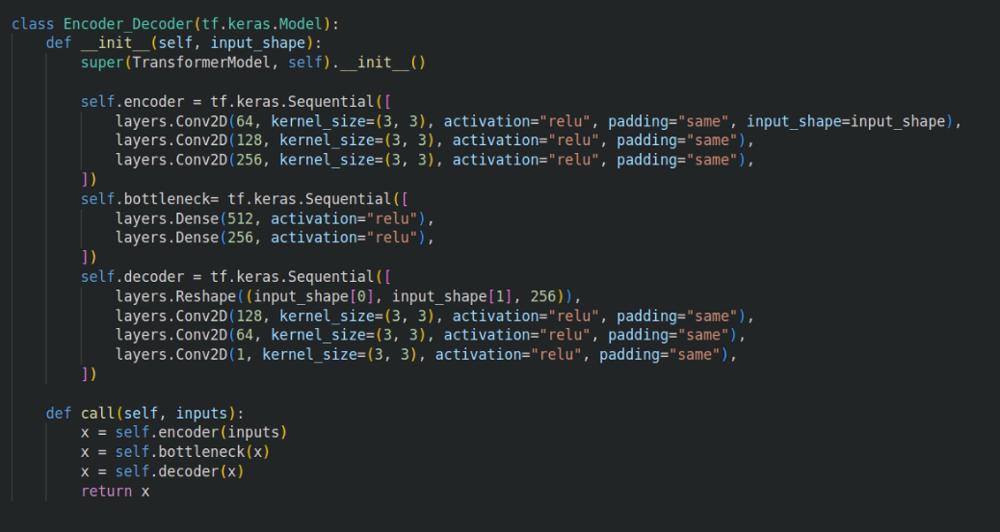 class Encoder_Decoder(tf.keras.Model):
    def __init__(self, input_shape):
        super(TransformerModel, self).__init__()

        self.encoder = tf.keras.Sequential([
            layers.Conv2D(64, kernel_size=(3, 3), activation="relu", padding="same", input_shape=input_shape),
            layers.Conv2D(128, kernel_size=(3, 3), activation="relu", padding="same"),
            layers.Conv2D(256, kernel_size=(3, 3), activation="relu", padding="same"),
        ])
        self.bottleneck= tf.keras.Sequential([
            layers.Dense(512, activation="relu"),
            layers.Dense(256, activation="relu"),
        ])
        self.decoder = tf.keras.Sequential([
            layers.Reshape((input_shape[0], input_shape[1], 256)),
            layers.Conv2D(128, kernel_size=(3, 3), activation="relu", padding="same"),
            layers.Conv2D(64, kernel_size=(3, 3), activation="relu", padding="same"),
            layers.Conv2D(1, kernel_size=(3, 3), activation="relu", padding="same"),
        ])

    def call(self, inputs):
        x = self.encoder(inputs)
        x = self.bottleneck(x)
        x = self.decoder(x)
        return x